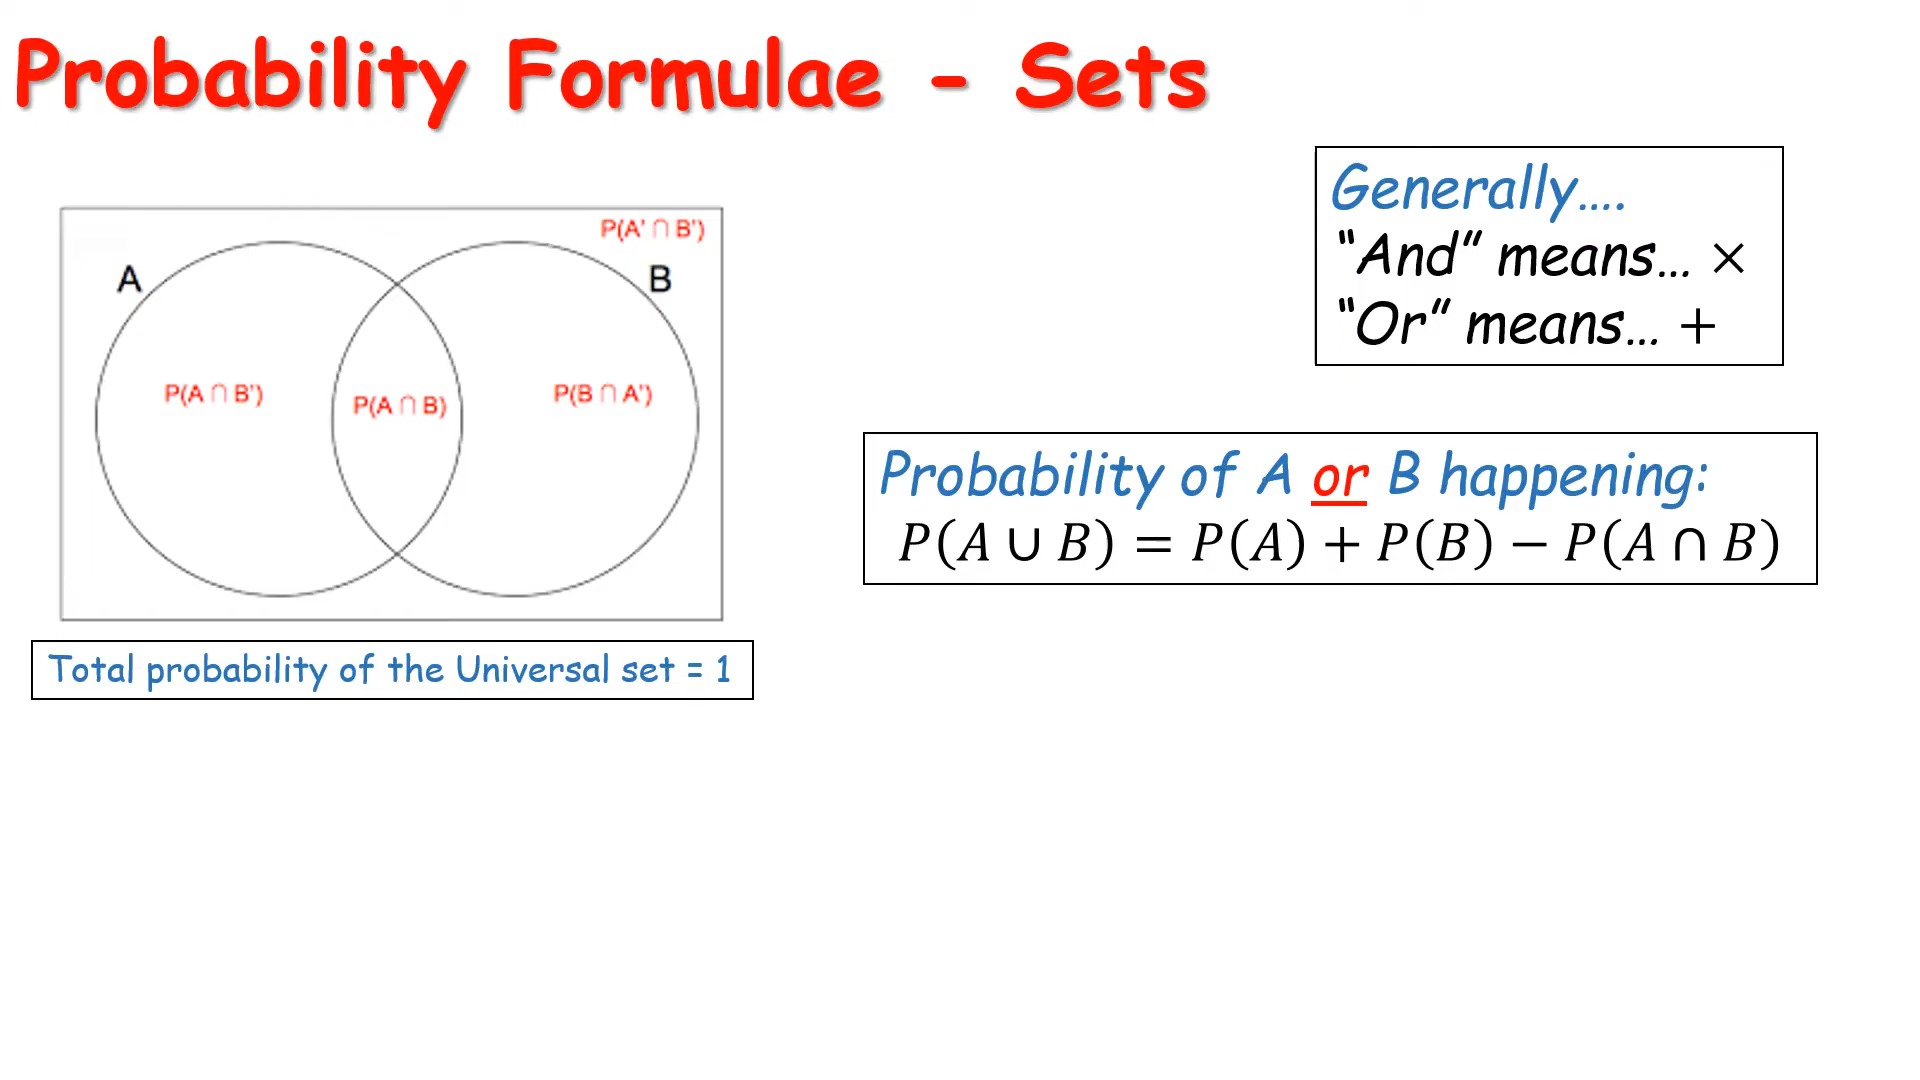 Probability Formulae - Sets
Generally....
“And” means... ×
“Or” means... +
P(A' ∩ B')
A
B
P(A ∩ B')
P(A ∩ B)
P(B ∩ A')
Probability of A or B happening:
P(A ∪ B) = P(A) + P(B) − P(A ∩ B)
Total probability of the Universal set = 1